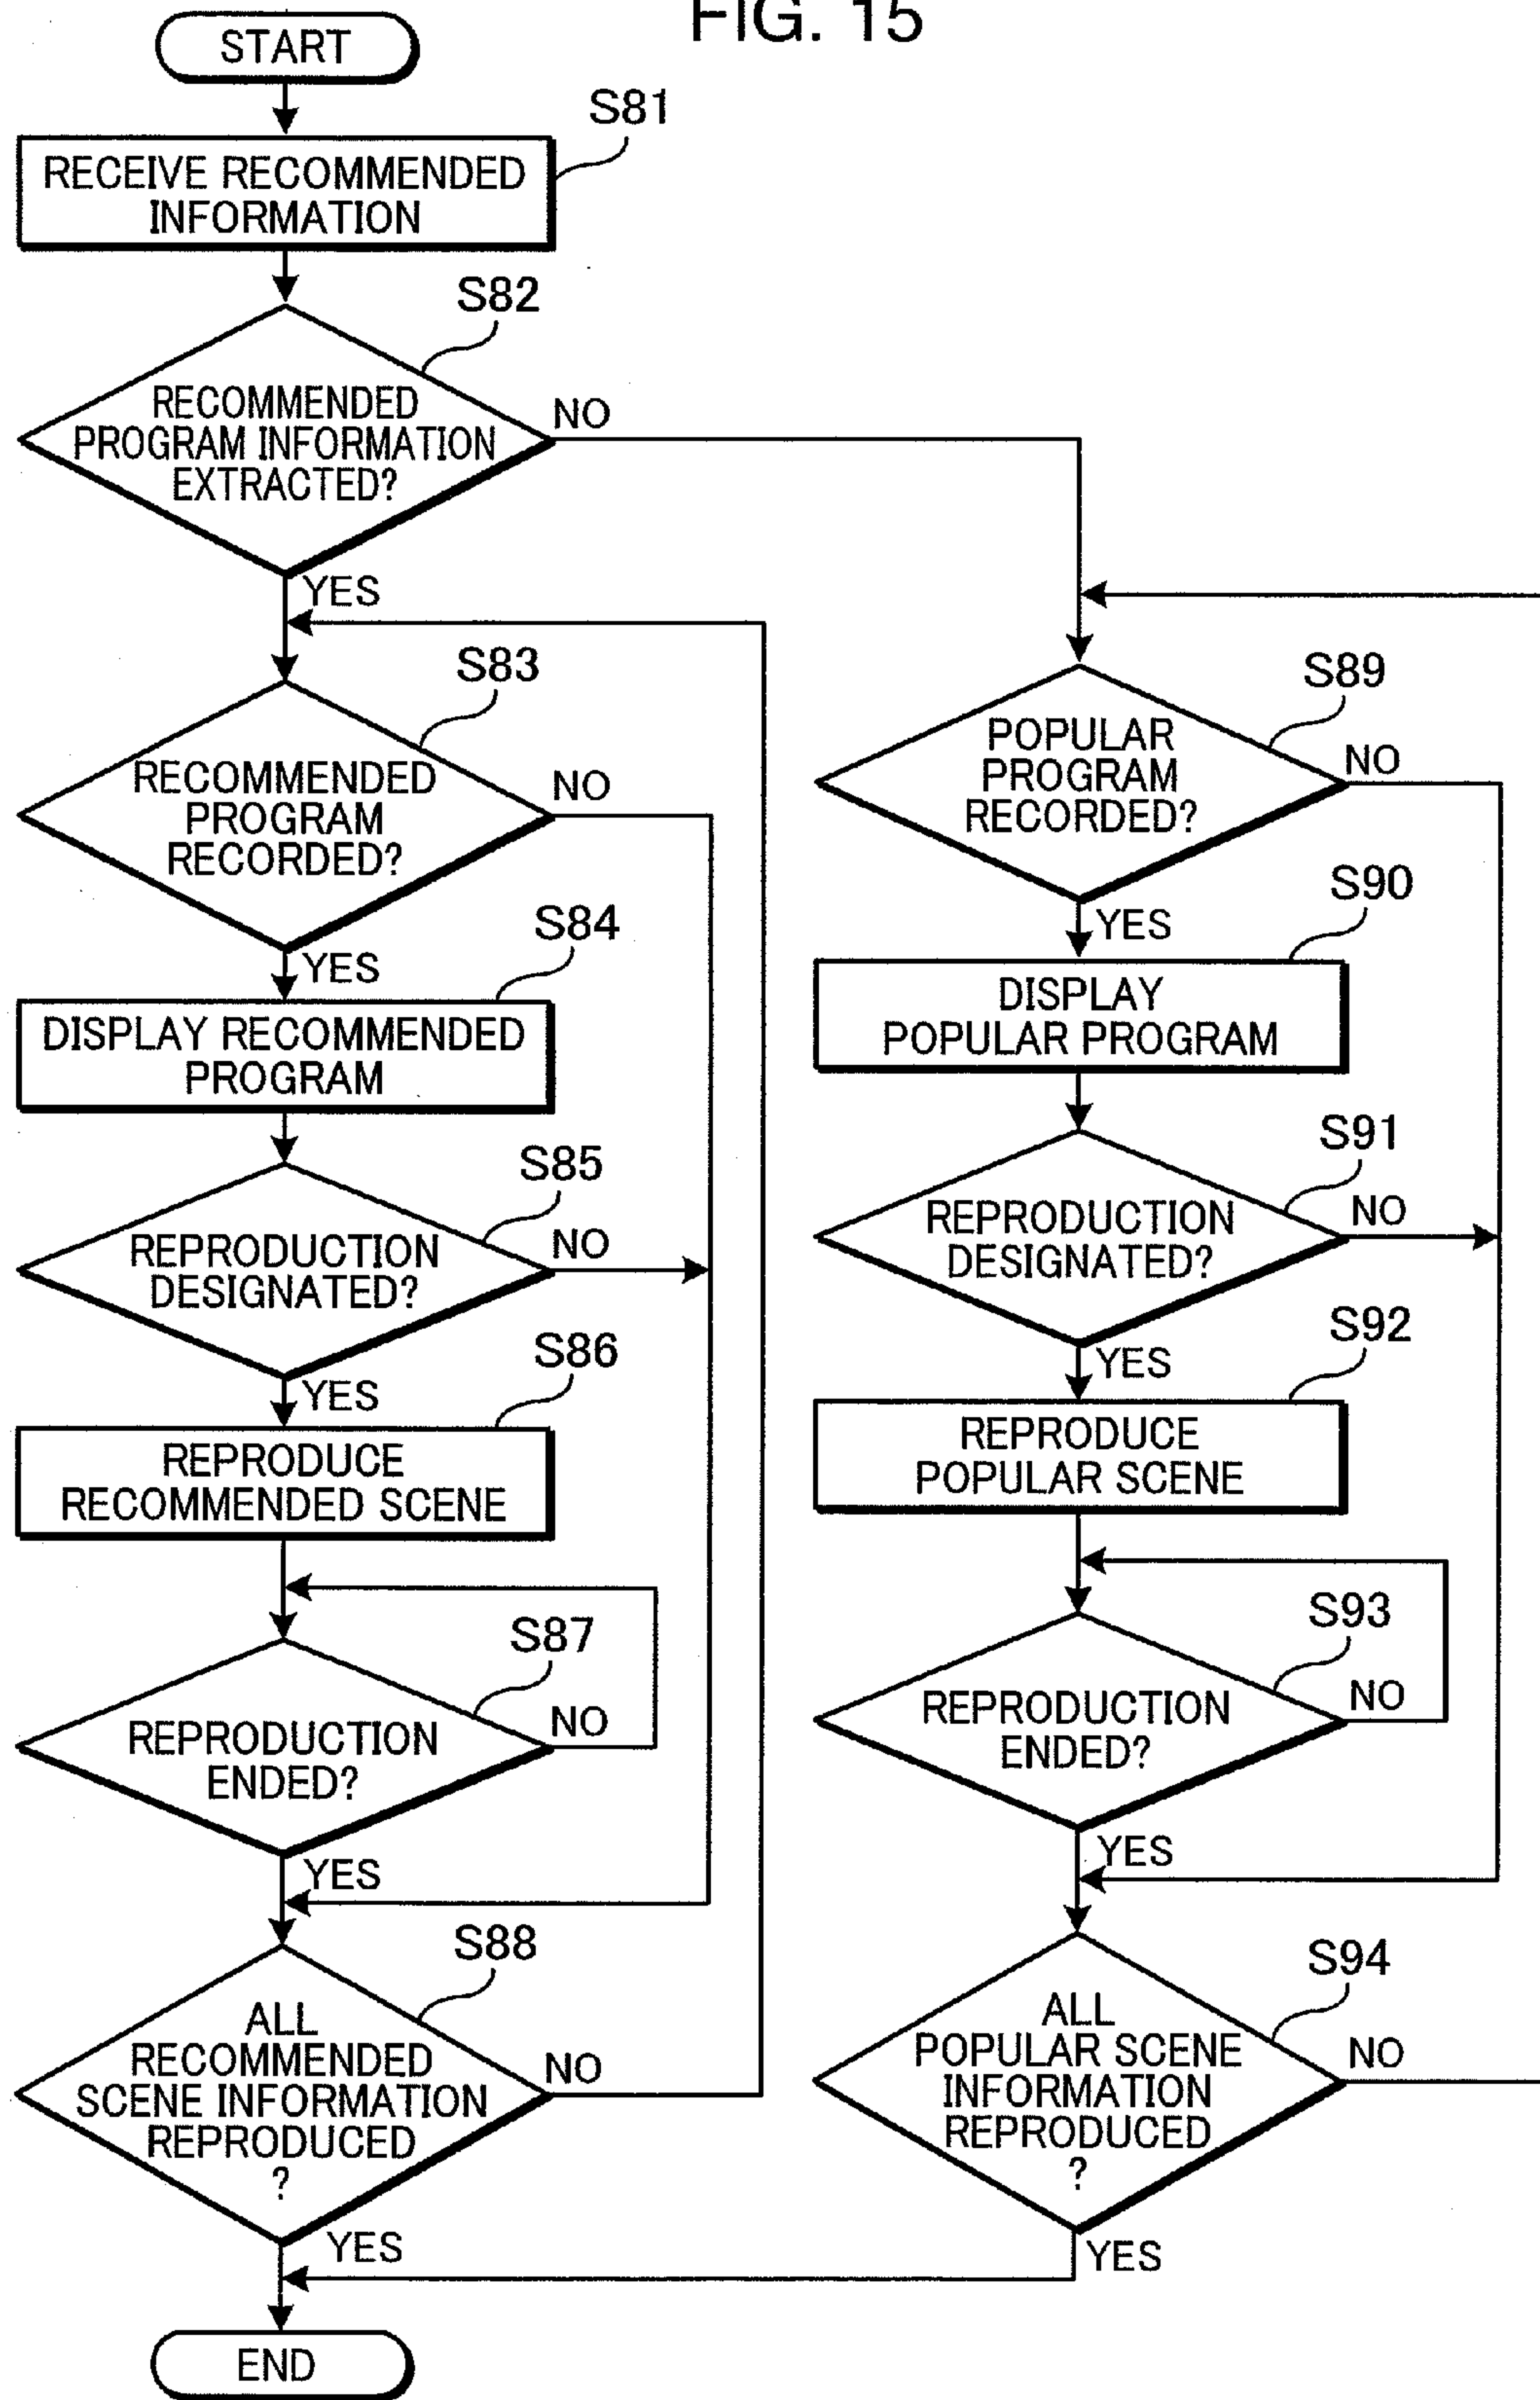 FIG. 15
START
S81
RECEIVE RECOMMENDED
INFORMATION
S82
RECOMMENDED
PROGRAM INFORMATION
EXTRACTED?
NO
YES
S83
RECOMMENDED
PROGRAM
RECORDED?
NO
YES
S84
DISPLAY RECOMMENDED
PROGRAM
S85
REPRODUCTION
DESIGNATED?
NO
YES
S86
REPRODUCE
RECOMMENDED SCENE
S87
REPRODUCTION
ENDED?
NO
YES
S88
ALL
RECOMMENDED
SCENE INFORMATION
REPRODUCED
?
NO
YES
END
S89
POPULAR
PROGRAM
RECORDED?
NO
YES
S90
DISPLAY
POPULAR PROGRAM
S91
REPRODUCTION
DESIGNATED?
NO
YES
S92
REPRODUCE
POPULAR SCENE
S93
REPRODUCTION
ENDED?
NO
YES
S94
ALL
POPULAR SCENE
INFORMATION
REPRODUCED
?
NO
YES